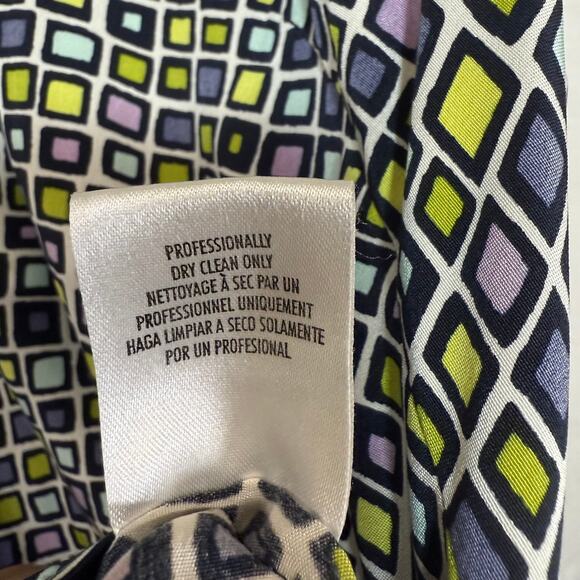 PROFESSIONALLY
DRY CLEAN ONLY
NETTOYAGE À SEC PAR UN
PROFESSIONNEL UNIQUEMENT
HAGA LIMPIAR A SECO SOLAMENTE
POR UN PROFESIONAL